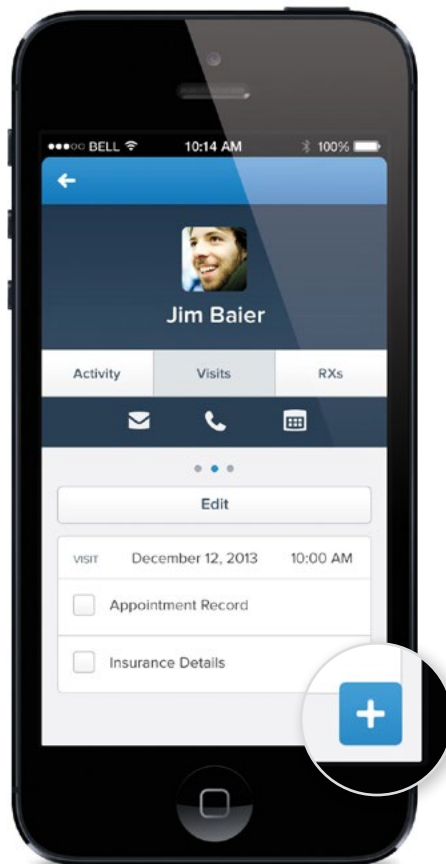 BELL 10:14 AM 100%
Jim Baier
Activity Visits RXs
Edit
VISIT December 12, 2013 10:00 AM
Appointment Record
Insurance Details